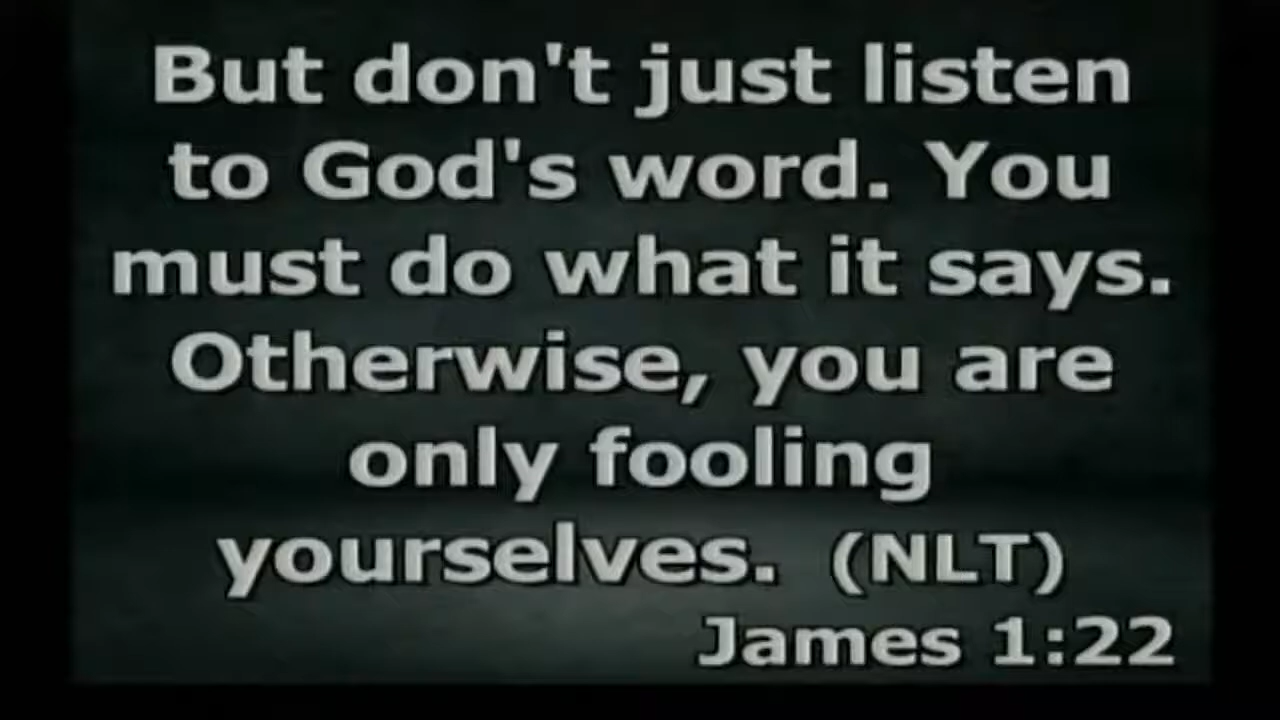 But don't just listen
to God's word. You
must do what it says.
Otherwise, you are
only fooling
yourselves. (NLT)
James 1:22